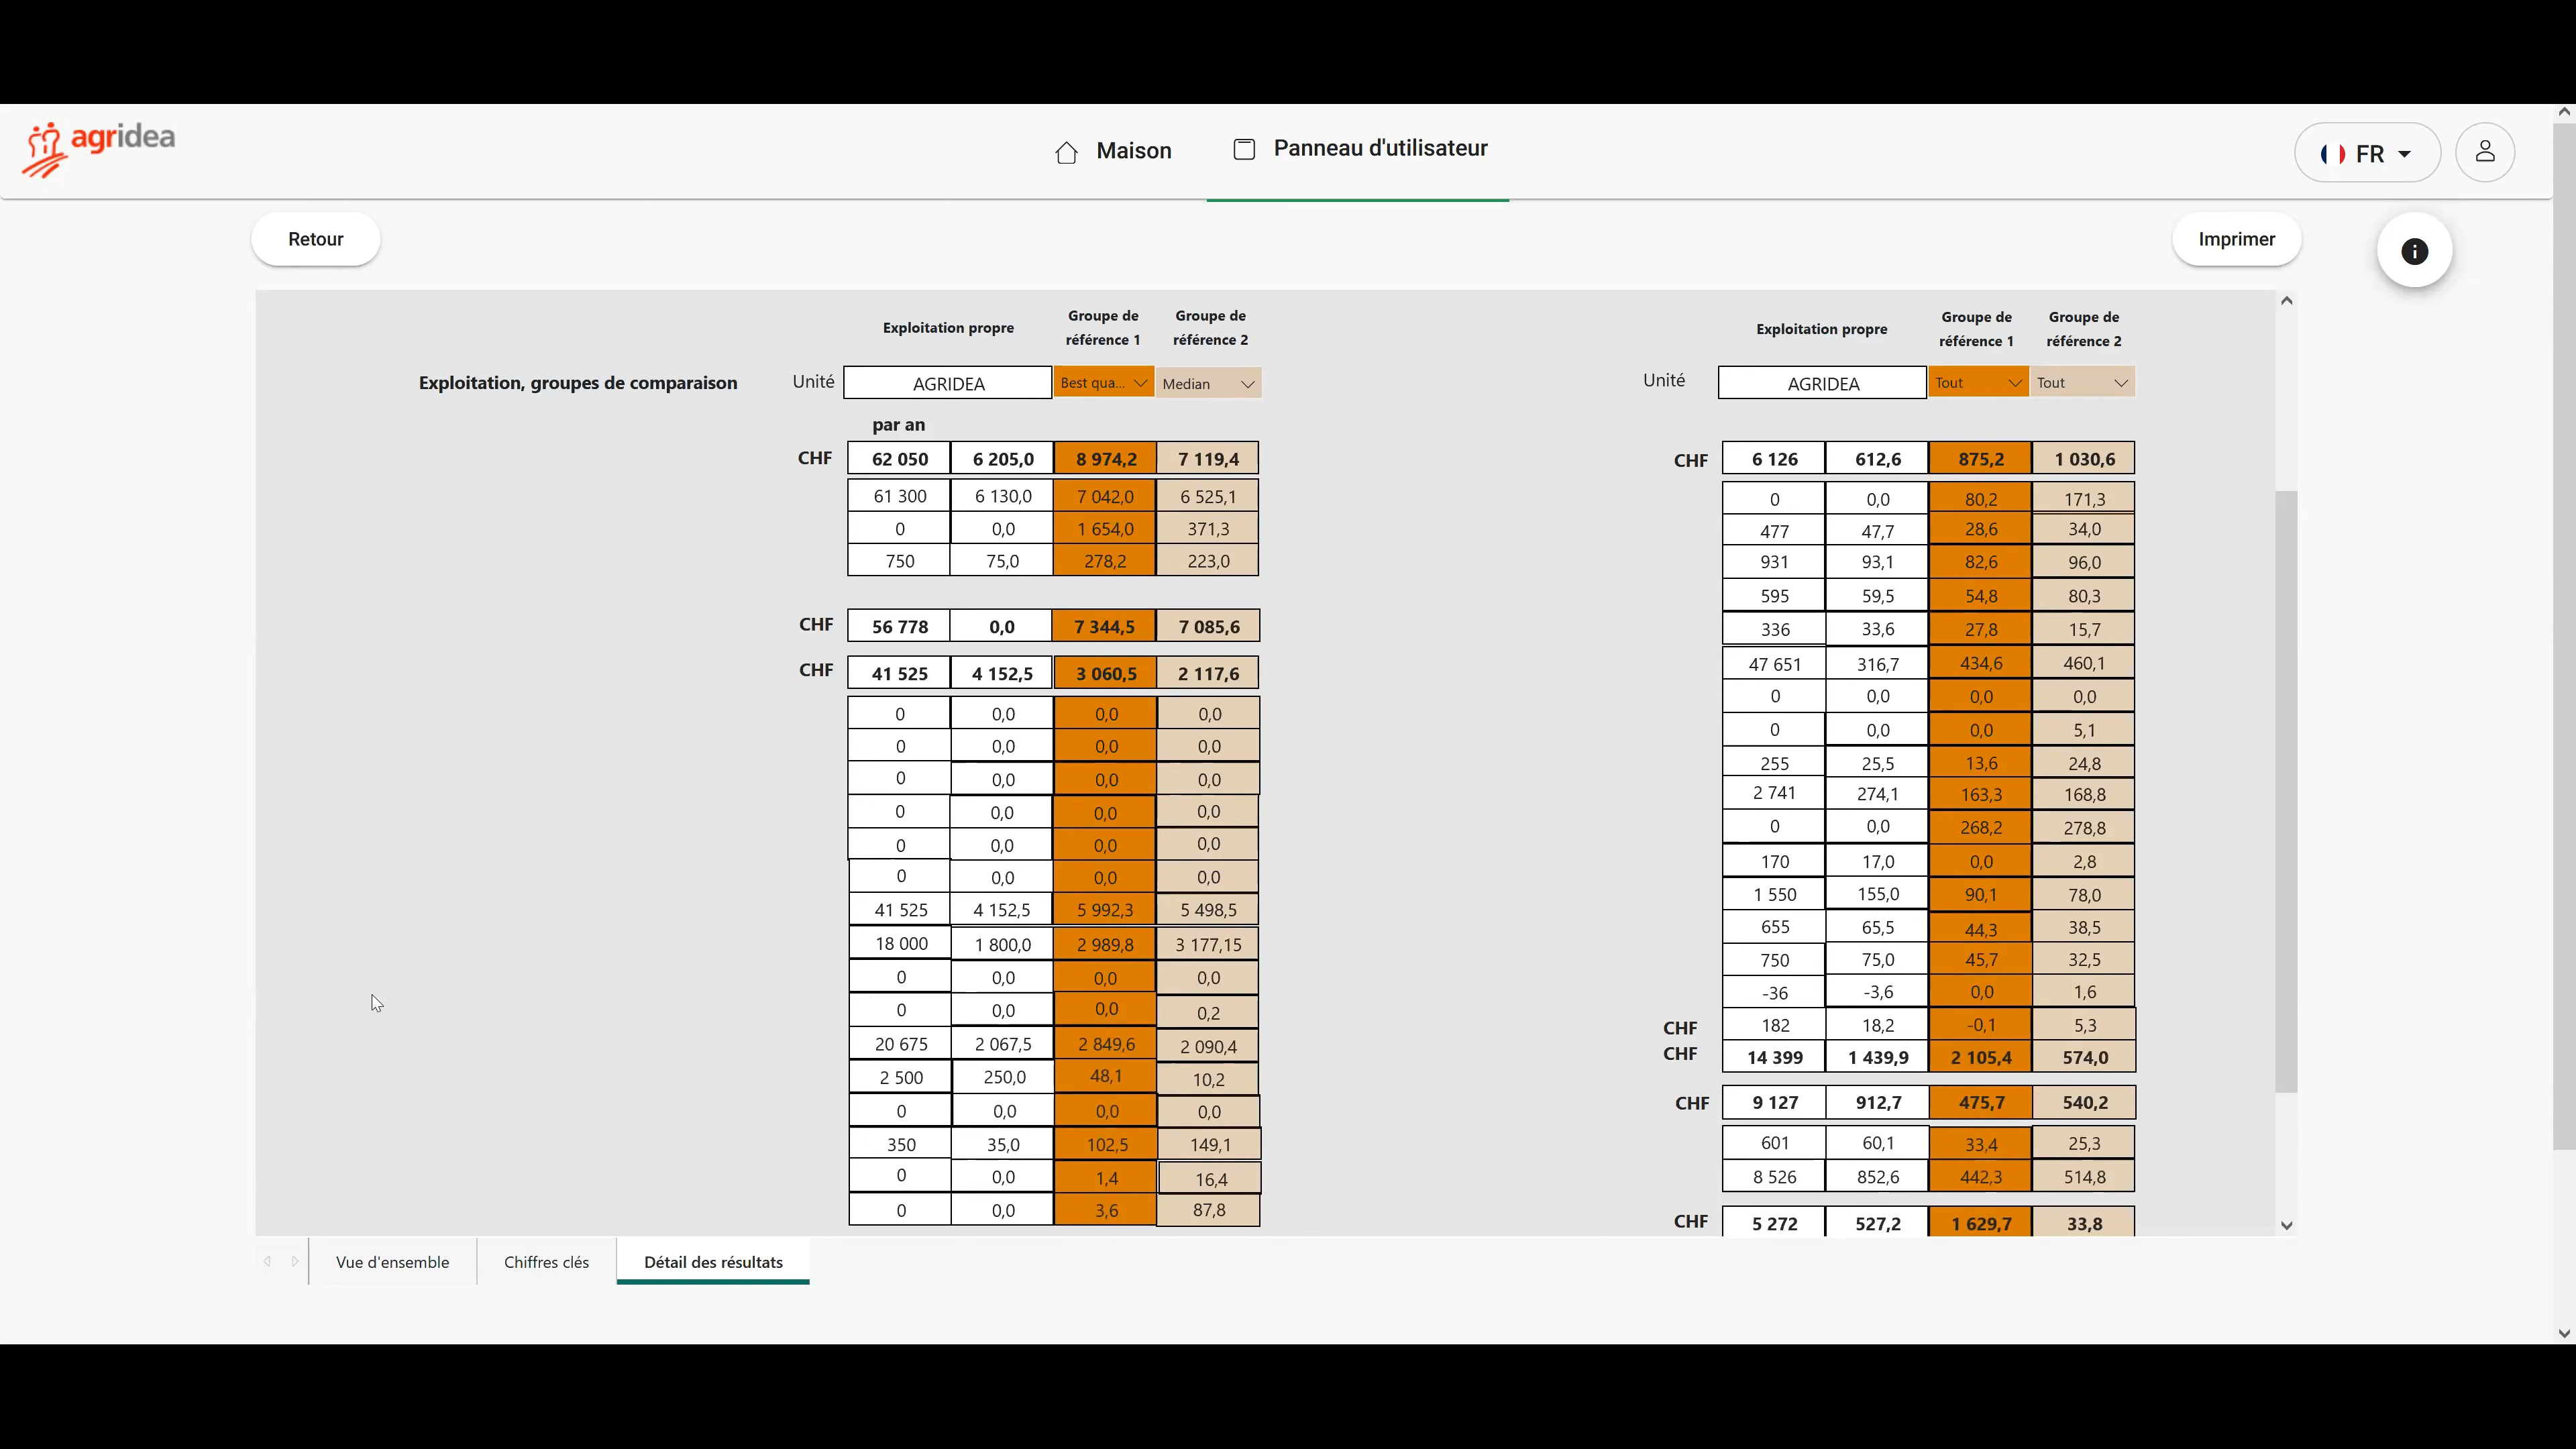 agridea
Maison
Panneau d'utilisateur
FR
Retour
Imprimer
Exploitation propre
Groupe de référence 1
Groupe de référence 2
Exploitation, groupes de comparaison
Unité
AGRIDEA
Best qua...
Median
par an
CHF 62 050 6 205,0 8 974,2 7 119,4
61 300 6 130,0 7 042,0 6 525,1
0 0,0 1 654,0 371,3
750 75,0 278,2 223,0
CHF 56 778 0,0 7 344,5 7 085,6
CHF 41 525 4 152,5 3 060,5 2 117,6
0 0,0 0,0 0,0
0 0,0 0,0 0,0
0 0,0 0,0 0,0
0 0,0 0,0 0,0
0 0,0 0,0 0,0
0 0,0 0,0 0,0
41 525 4 152,5 5 992,3 5 498,5
18 000 1 800,0 2 989,8 3 177,15
0 0,0 0,0 0,0
0 0,0 0,0 0,2
20 675 2 067,5 2 849,6 2 090,4
2 500 250,0 48,1 10,2
0 0,0 0,0 0,0
350 35,0 102,5 149,1
0 0,0 1,4 16,4
0 0,0 3,6 87,8
Exploitation propre
Groupe de référence 1
Groupe de référence 2
Unité
AGRIDEA
Tout
Tout
CHF 6 126 612,6 875,2 1 030,6
0 0,0 80,2 171,3
477 47,7 28,6 34,0
931 93,1 82,6 96,0
595 59,5 54,8 80,3
336 33,6 27,8 15,7
47 651 316,7 434,6 460,1
0 0,0 0,0 0,0
0 0,0 0,0 5,1
255 25,5 13,6 24,8
2 741 274,1 163,3 168,8
0 0,0 268,2 278,8
170 17,0 0,0 2,8
1 550 155,0 90,1 78,0
655 65,5 44,3 38,5
750 75,0 45,7 32,5
-36 -3,6 0,0 1,6
CHF 182 18,2 -0,1 5,3
CHF 14 399 1 439,9 2 105,4 574,0
CHF 9 127 912,7 475,7 540,2
601 60,1 33,4 25,3
8 526 852,6 442,3 514,8
CHF 5 272 527,2 1 629,7 33,8
Vue d'ensemble
Chiffres clés
Détail des résultats